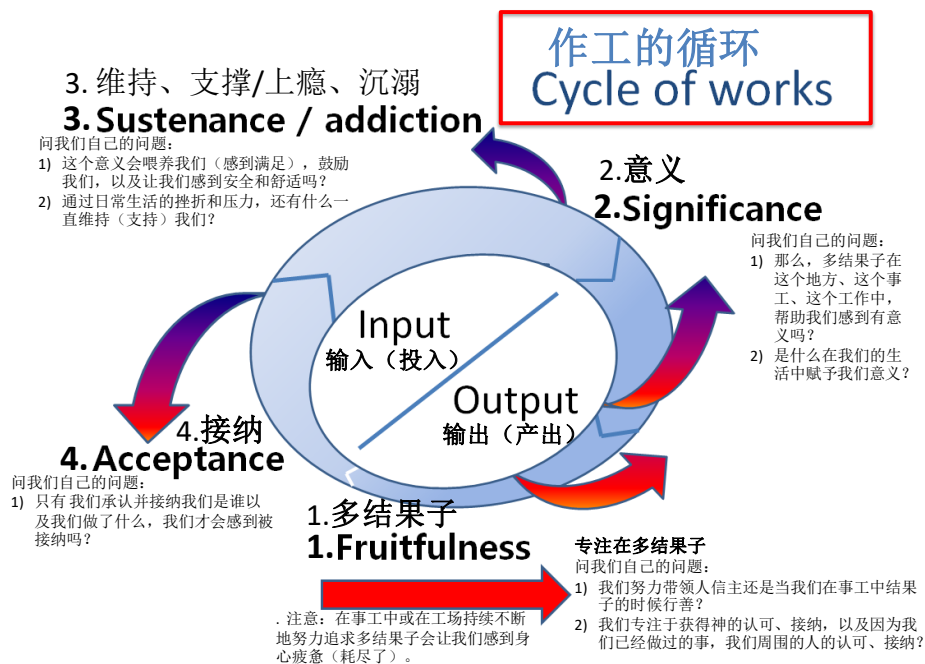 作工的循环
Cycle of works
3. 维持、支撑/上瘾、沉溺
3. Sustenance / addiction
问我们自己的问题：
1) 这个意义会喂养我们（感到满足），鼓励
我们，以及让我们感到安全和舒适吗？
2) 通过日常生活的挫折和压力，还有什么一
直维持（支持）我们？
2.意义
2.Significance
问我们自己的问题：
1) 那么，多结果子在
这个地方、这个事
工、这个工作中，
帮助我们感到有意
义吗？
2) 是什么在我们的生
活中赋予我们意义？
Input
输入（投入）
Output
输出（产出）
4.接纳
4.Acceptance
问我们自己的问题：
1) 只有我们承认并接纳我们是谁以
及我们做了什么，我们才会感到被
接纳吗？
1.多结果子
1.Fruitfulness
. 注意：在事工中或在工场持续不断
地努力追求多结果子会让我们感到身
心疲惫（耗尽了）。
专注在多结果子
问我们自己的问题：
1) 我们努力带领人信主还是当我们在事工中结果
子的时候行善？
2) 我们专注于获得神的认可、接纳，以及因为我
们已经做过的事，我们周围的人的认可、接纳？